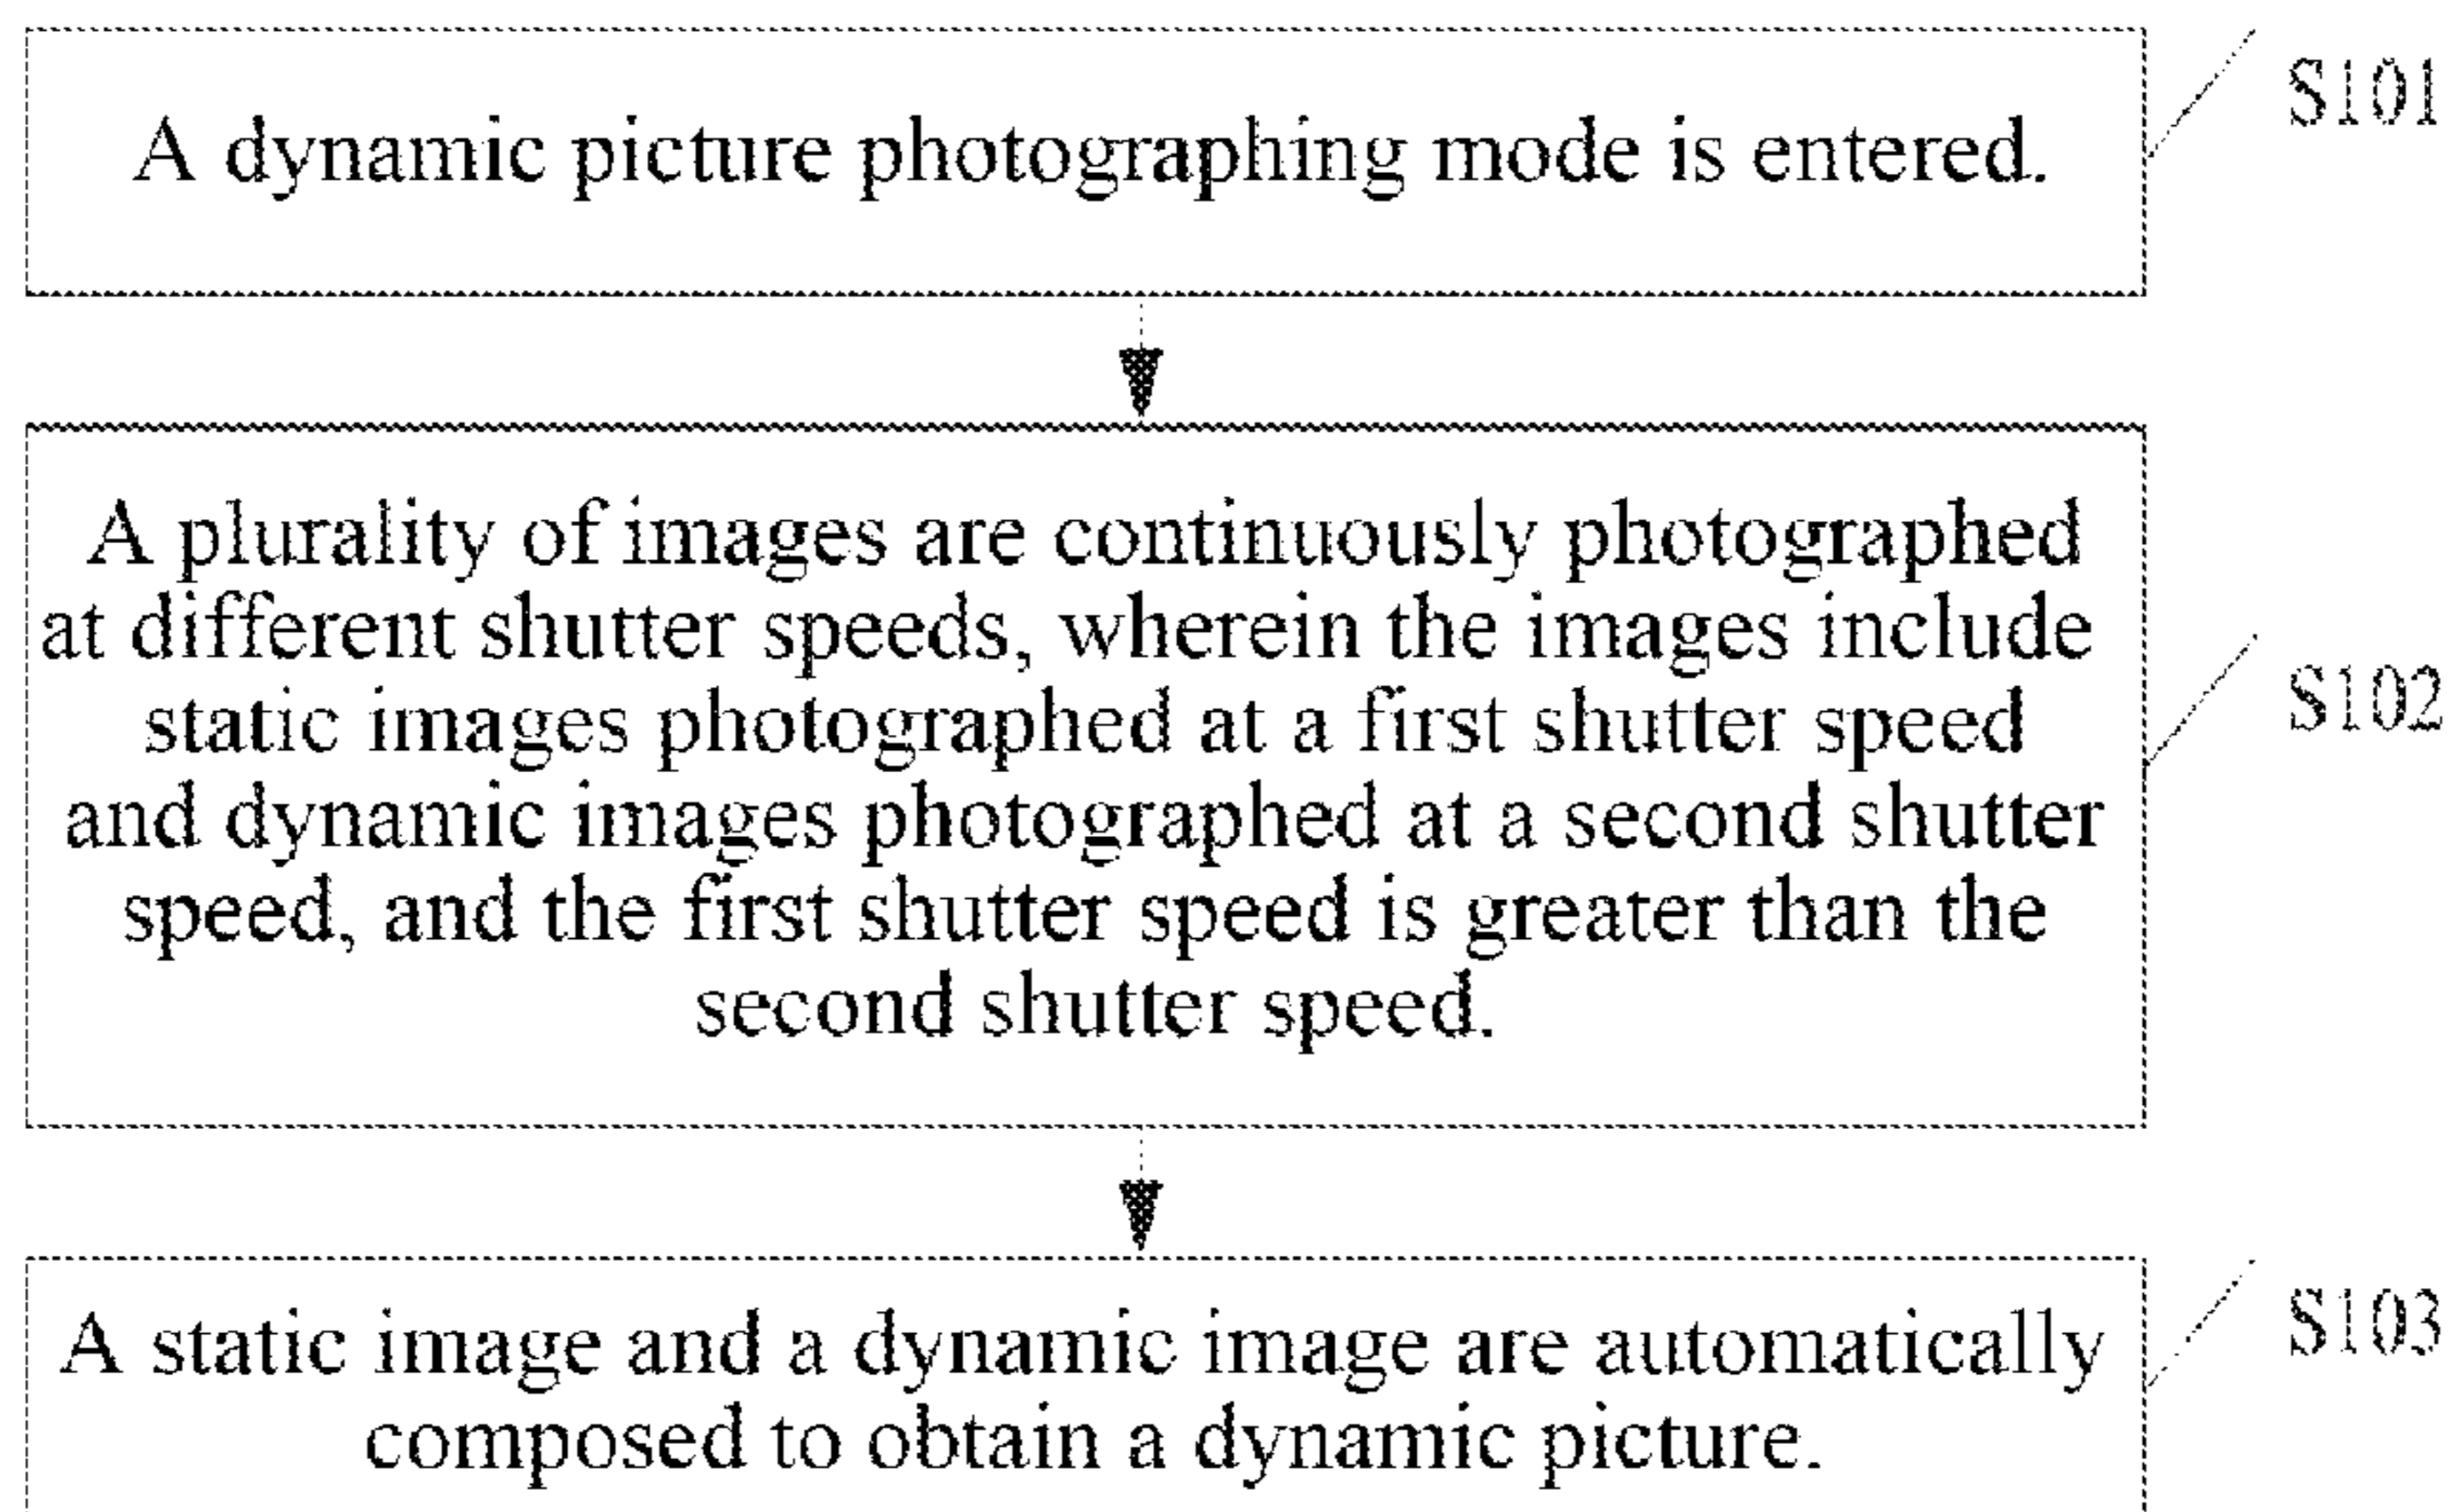 A dynamic picture photographing mode is entered.
S101
A plurality of images are continuously photographed
at different shutter speeds, wherein the images include
static images photographed at a first shutter speed
and dynamic images photographed at a second shutter
speed, and the first shutter speed is greater than the
second shutter speed.
S102
A static image and a dynamic image are automatically
composed to obtain a dynamic picture.
S103